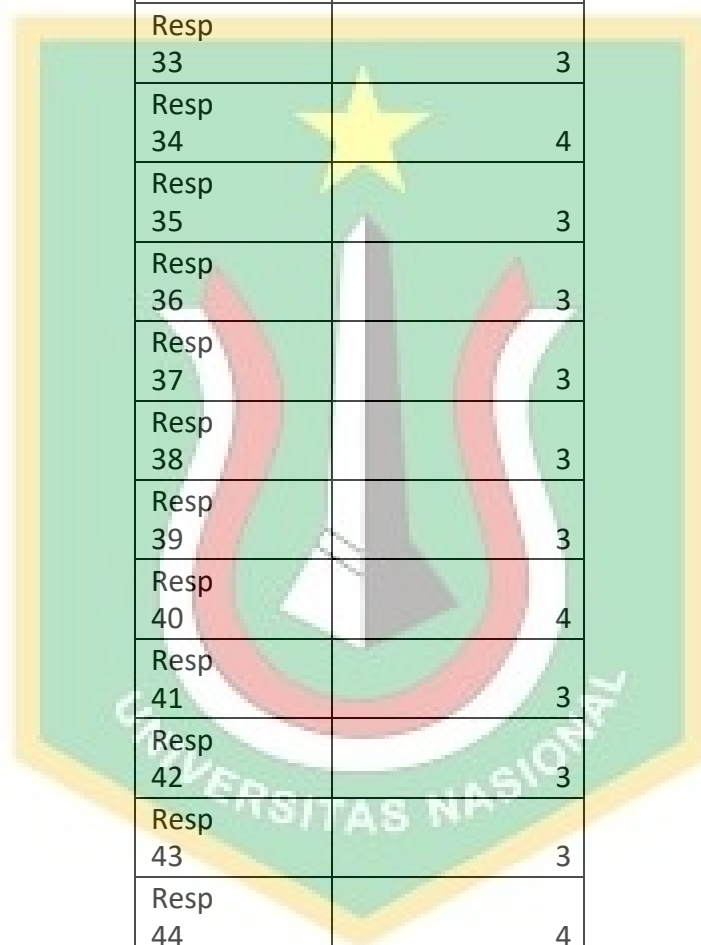 Resp
33 3
Resp
34 4
Resp
35 3
Resp
36 3
Resp
37 3
Resp
38 3
Resp
39 3
Resp
40 4
Resp
41 3
Resp
42 3
Resp
43 3
Resp
44 4
UNIVERSITAS NASIONAL